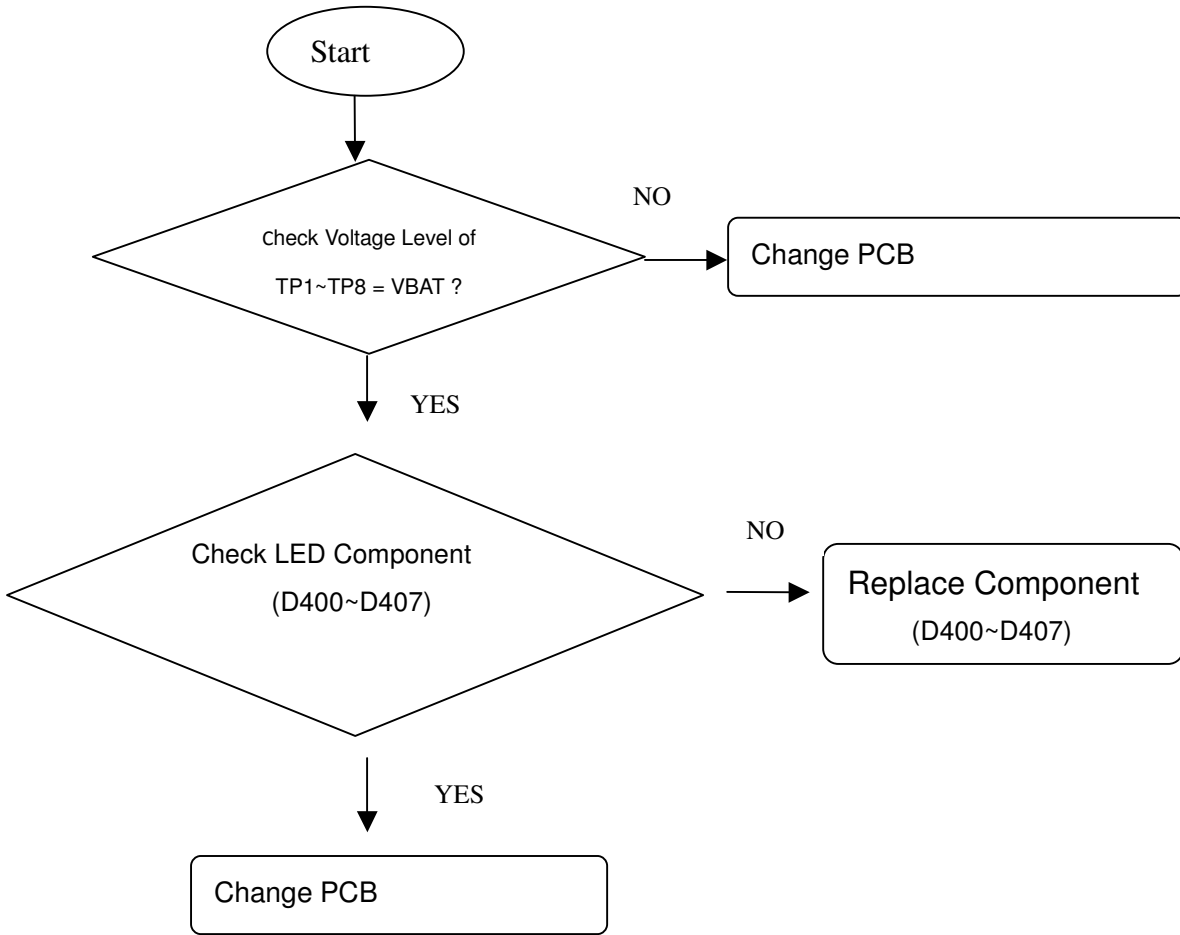 Start
NO
Check Voltage Level of
Change PCB
TP1~TP8 = VBAT ?
YES
NO
Check LED Component
(D400~D407)
Replace Component
(D400~D407)
YES
Change PCB